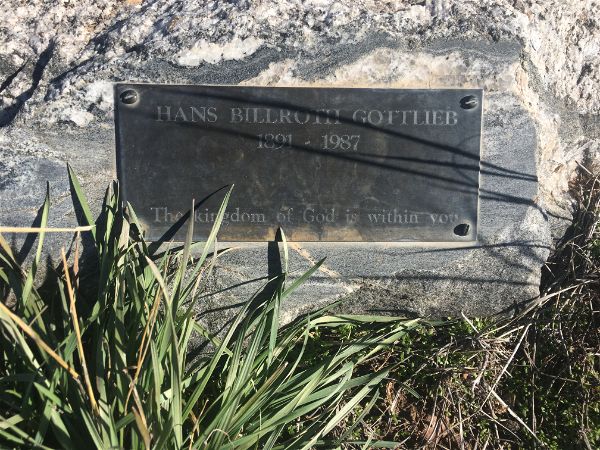 HANS BILLROTH GOTTLIEB
1891 - 1987
The kingdom of God is within you